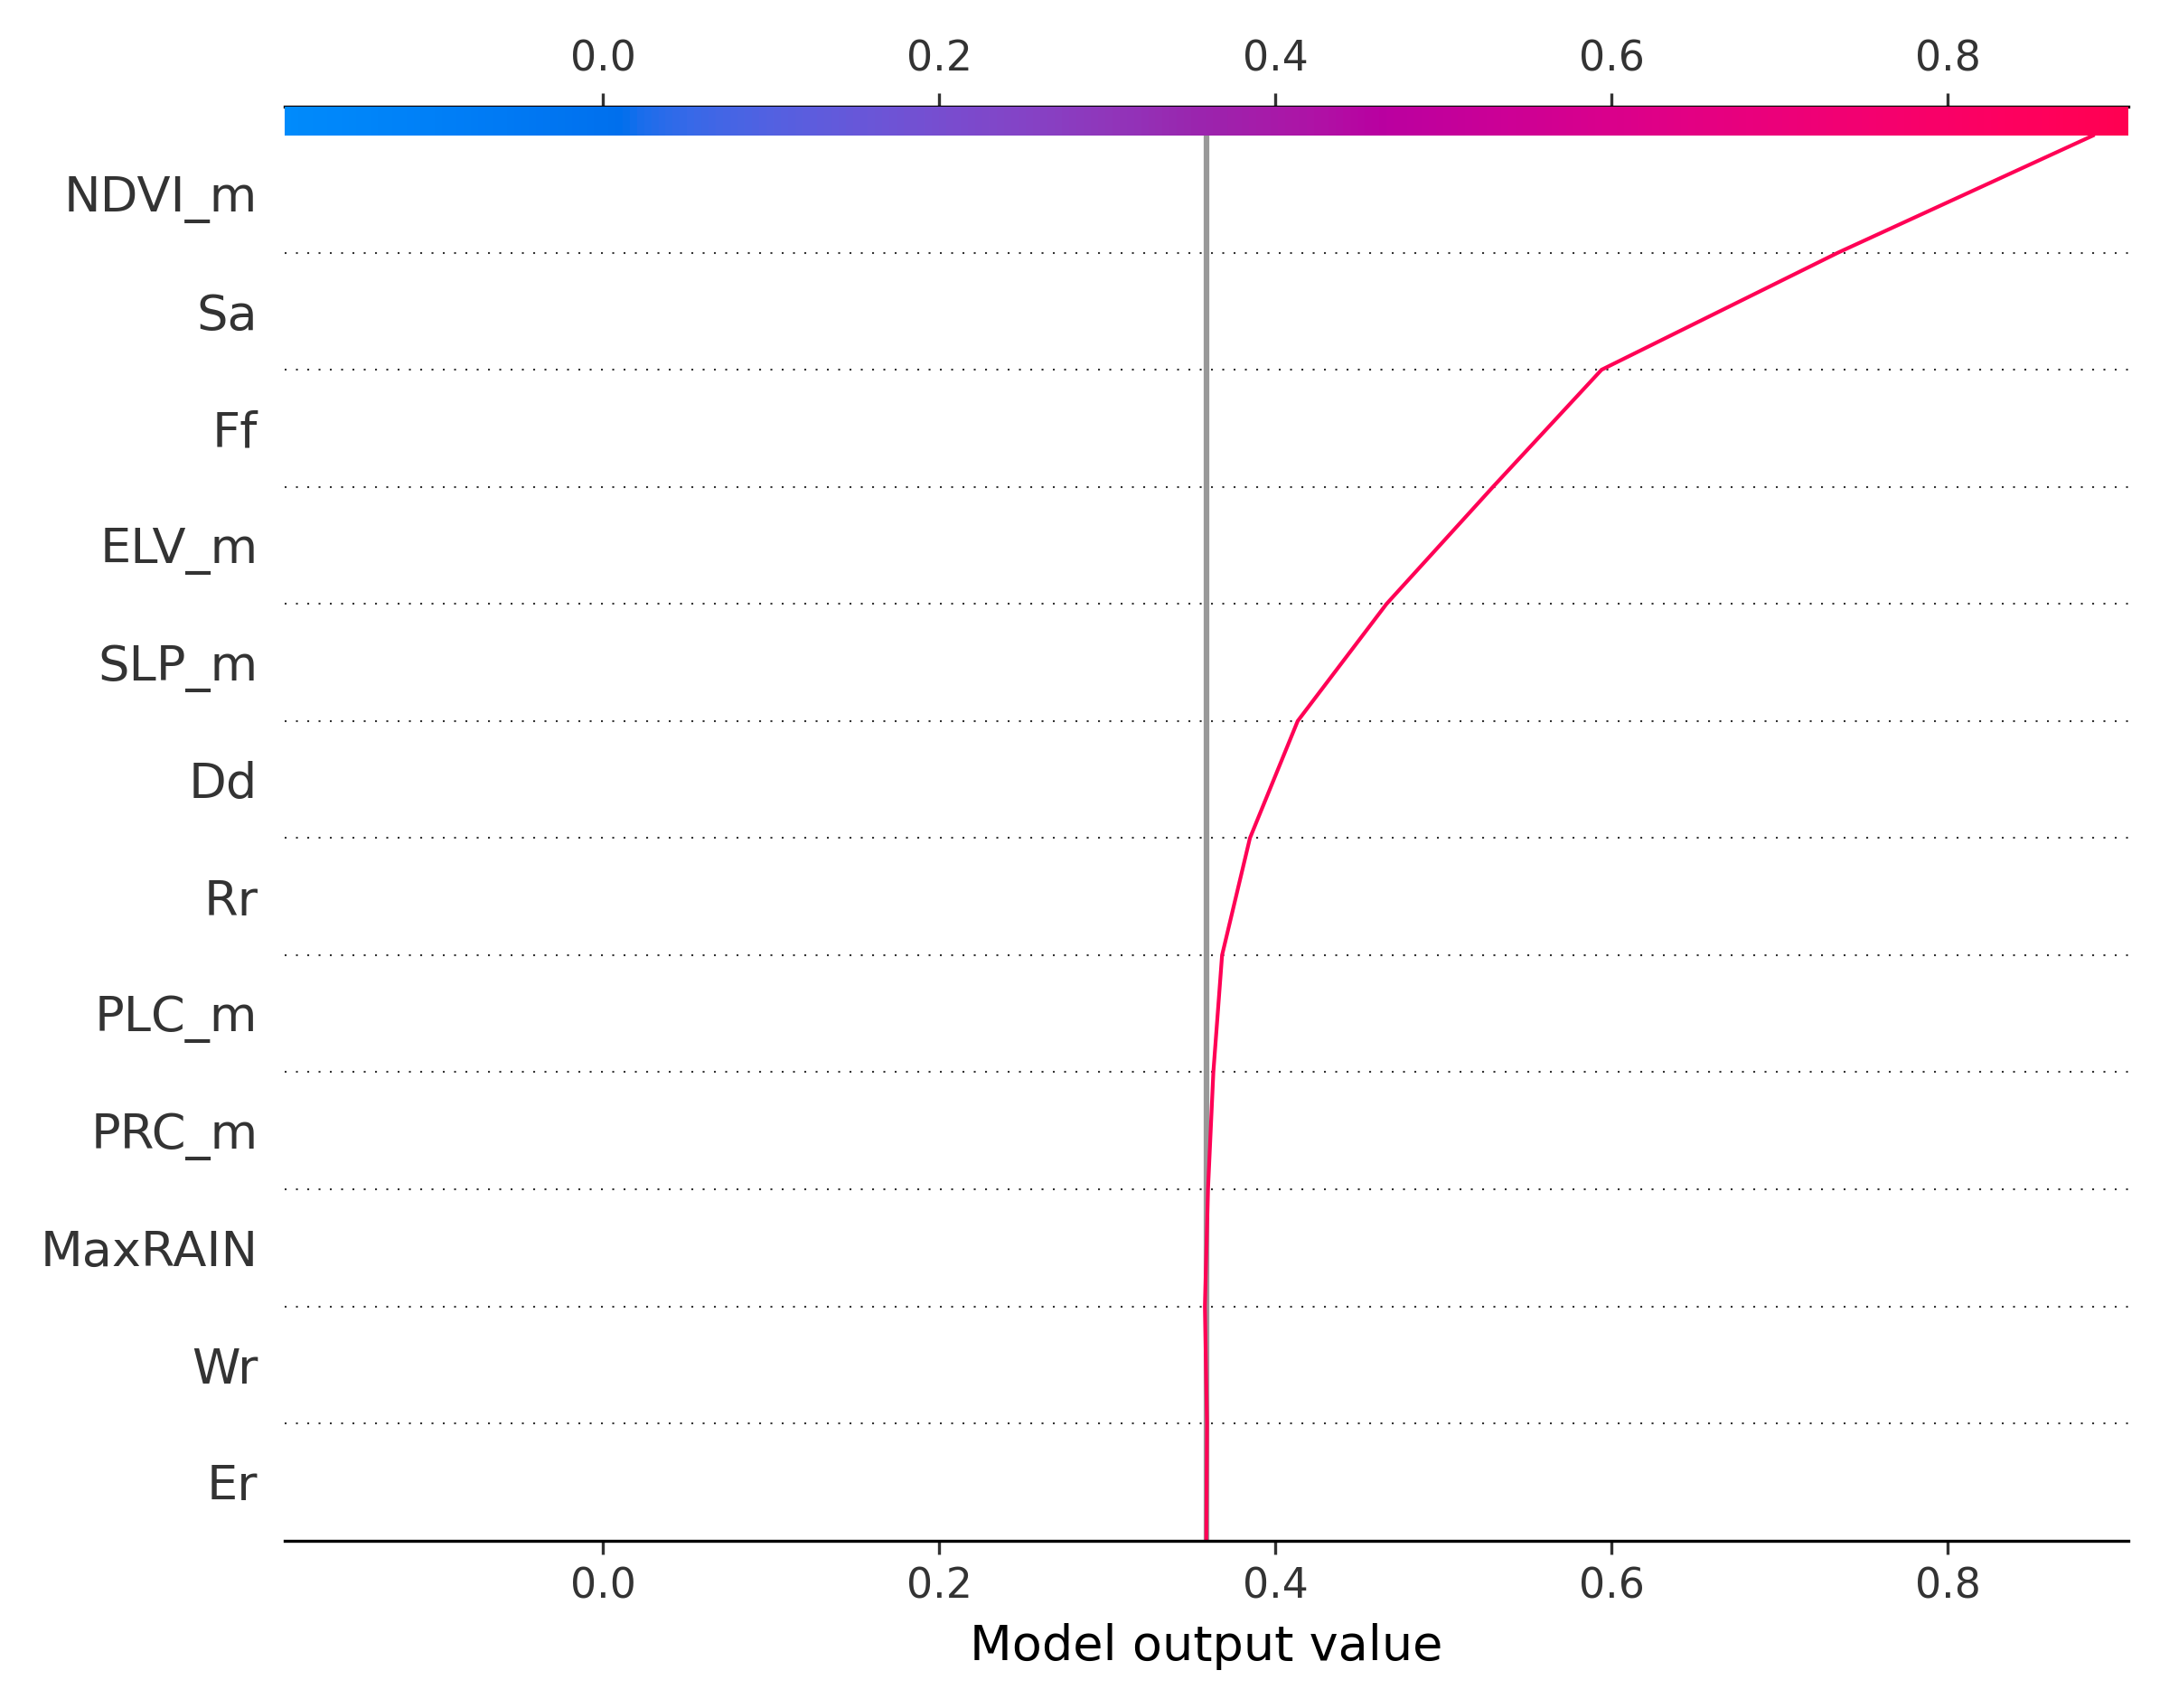 0.0 0.2 0.4 0.6 0.8
NDVI_m
Sa
Ff
ELV_m
SLP_m
Dd
Rr
PLC_m
PRC_m
MaxRAIN
Wr
Er
0.0 0.2 0.4 0.6 0.8
Model output value